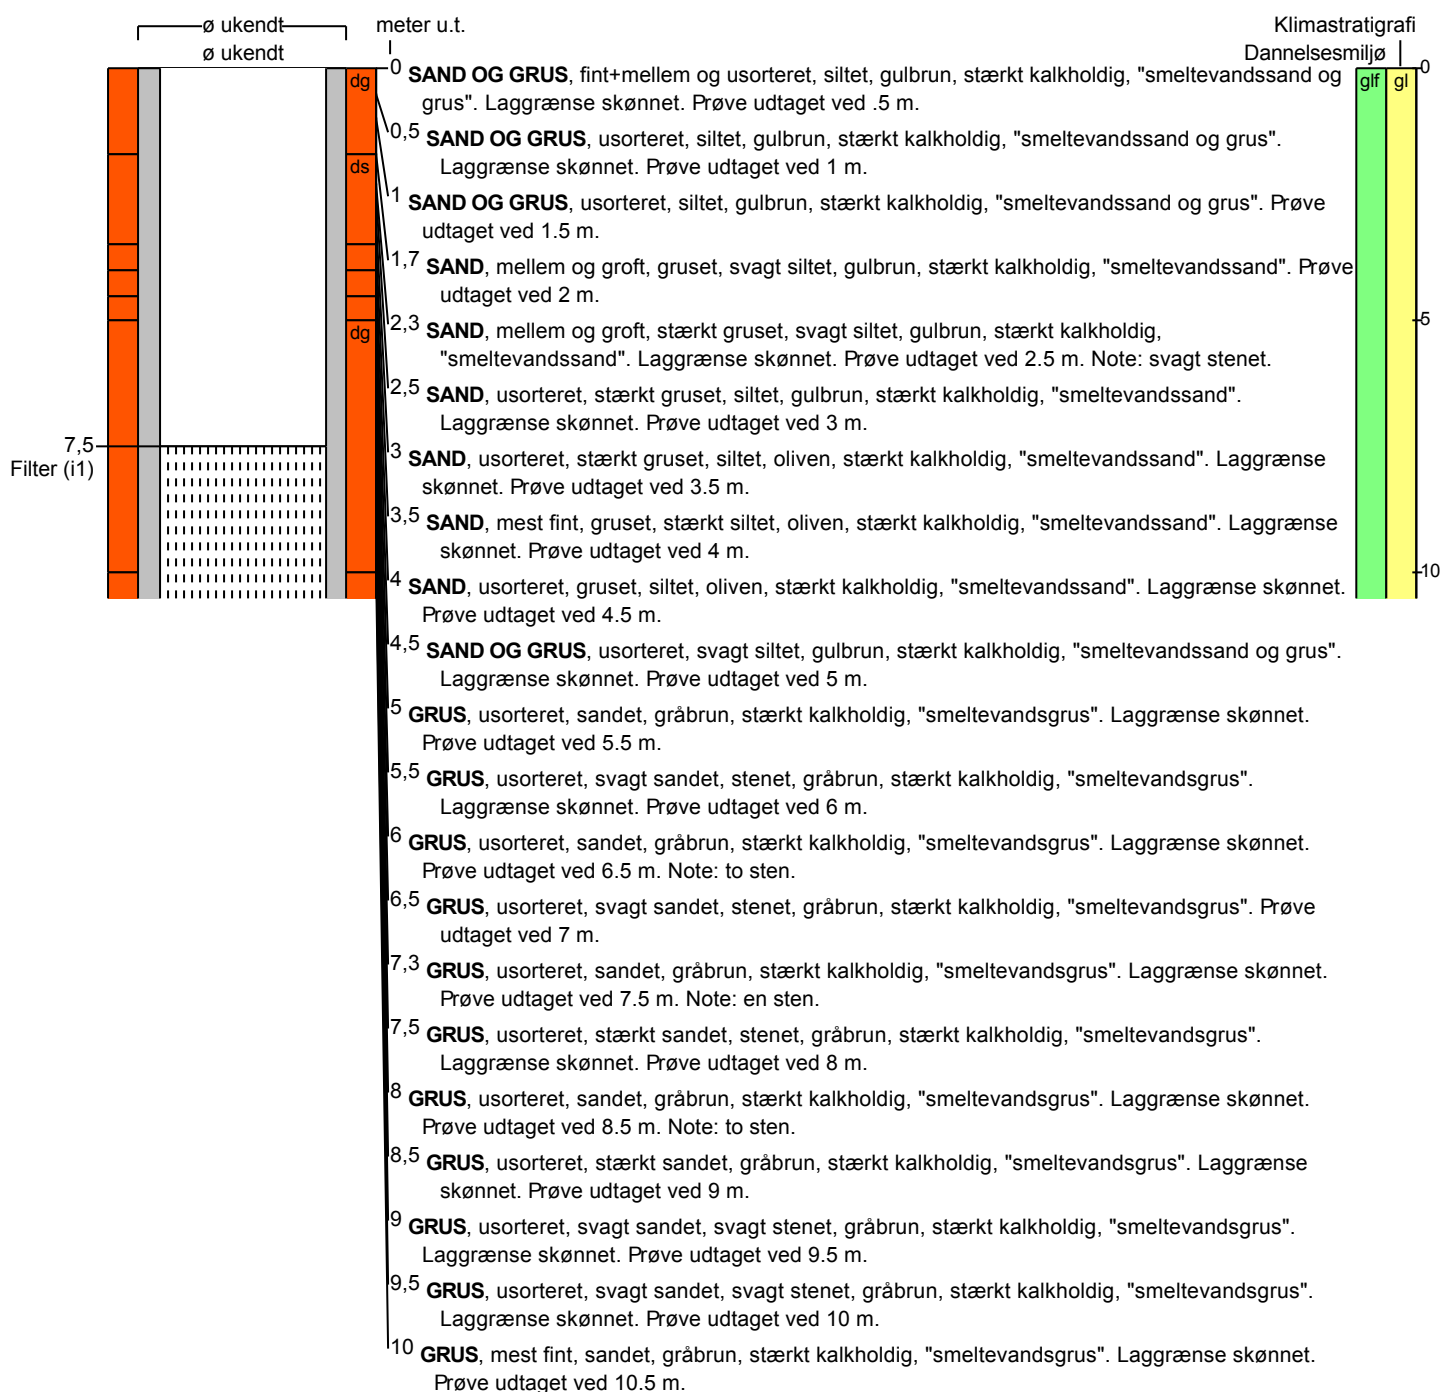 ø ukendt meter u.t. Klimastratigrafi
ø ukendt Dannelsesmiljø
0 SAND OG GRUS, fint+mellem og usorteret, siltet, gulbrun, stærkt kalkholdig, "smeltevandssand og
grus". Laggrænse skønnet. Prøve udtaget ved .5 m.
dg
glf gl
0
0,5 SAND OG GRUS, usorteret, siltet, gulbrun, stærkt kalkholdig, "smeltevandssand og grus".
Laggrænse skønnet. Prøve udtaget ved 1 m.
ds
1 SAND OG GRUS, usorteret, siltet, gulbrun, stærkt kalkholdig, "smeltevandssand og grus". Prøve
udtaget ved 1.5 m.
1,7 SAND, mellem og groft, gruset, svagt siltet, gulbrun, stærkt kalkholdig, "smeltevandssand". Prøve
udtaget ved 2 m.
2,3 SAND, mellem og groft, stærkt gruset, svagt siltet, gulbrun, stærkt kalkholdig,
"smeltevandssand". Laggrænse skønnet. Prøve udtaget ved 2.5 m. Note: svagt stenet.
dg
5
2,5 SAND, usorteret, stærkt gruset, siltet, gulbrun, stærkt kalkholdig, "smeltevandssand".
Laggrænse skønnet. Prøve udtaget ved 3 m.
7,5
Filter (i1)
3 SAND, usorteret, stærkt gruset, siltet, oliven, stærkt kalkholdig, "smeltevandssand". Laggrænse
skønnet. Prøve udtaget ved 3.5 m.
3,5 SAND, mest fint, gruset, stærkt siltet, oliven, stærkt kalkholdig, "smeltevandssand". Laggrænse
skønnet. Prøve udtaget ved 4 m.
10
4 SAND, usorteret, gruset, siltet, oliven, stærkt kalkholdig, "smeltevandssand". Laggrænse skønnet.
Prøve udtaget ved 4.5 m.
4,5 SAND OG GRUS, usorteret, svagt siltet, gulbrun, stærkt kalkholdig, "smeltevandssand og grus".
Laggrænse skønnet. Prøve udtaget ved 5 m.
5 GRUS, usorteret, sandet, gråbrun, stærkt kalkholdig, "smeltevandsgrus". Laggrænse skønnet.
Prøve udtaget ved 5.5 m.
5,5 GRUS, usorteret, svagt sandet, stenet, gråbrun, stærkt kalkholdig, "smeltevandsgrus".
Laggrænse skønnet. Prøve udtaget ved 6 m.
6 GRUS, usorteret, sandet, gråbrun, stærkt kalkholdig, "smeltevandsgrus". Laggrænse skønnet.
Prøve udtaget ved 6.5 m. Note: to sten.
6,5 GRUS, usorteret, svagt sandet, stenet, gråbrun, stærkt kalkholdig, "smeltevandsgrus". Prøve
udtaget ved 7 m.
7,3 GRUS, usorteret, sandet, gråbrun, stærkt kalkholdig, "smeltevandsgrus". Laggrænse skønnet.
Prøve udtaget ved 7.5 m. Note: en sten.
7,5 GRUS, usorteret, stærkt sandet, stenet, gråbrun, stærkt kalkholdig, "smeltevandsgrus".
Laggrænse skønnet. Prøve udtaget ved 8 m.
8 GRUS, usorteret, sandet, gråbrun, stærkt kalkholdig, "smeltevandsgrus". Laggrænse skønnet.
Prøve udtaget ved 8.5 m. Note: to sten.
8,5 GRUS, usorteret, stærkt sandet, gråbrun, stærkt kalkholdig, "smeltevandsgrus". Laggrænse
skønnet. Prøve udtaget ved 9 m.
9 GRUS, usorteret, svagt sandet, svagt stenet, gråbrun, stærkt kalkholdig, "smeltevandsgrus".
Laggrænse skønnet. Prøve udtaget ved 9.5 m.
9,5 GRUS, usorteret, svagt sandet, svagt stenet, gråbrun, stærkt kalkholdig, "smeltevandsgrus".
Laggrænse skønnet. Prøve udtaget ved 10 m.
10 GRUS, mest fint, sandet, gråbrun, stærkt kalkholdig, "smeltevandsgrus". Laggrænse skønnet.
Prøve udtaget ved 10.5 m.